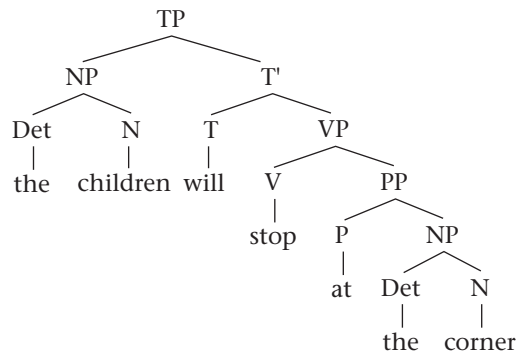 TP
NP T'
Det N T VP
the children will V PP
stop P NP
at Det N
the corner